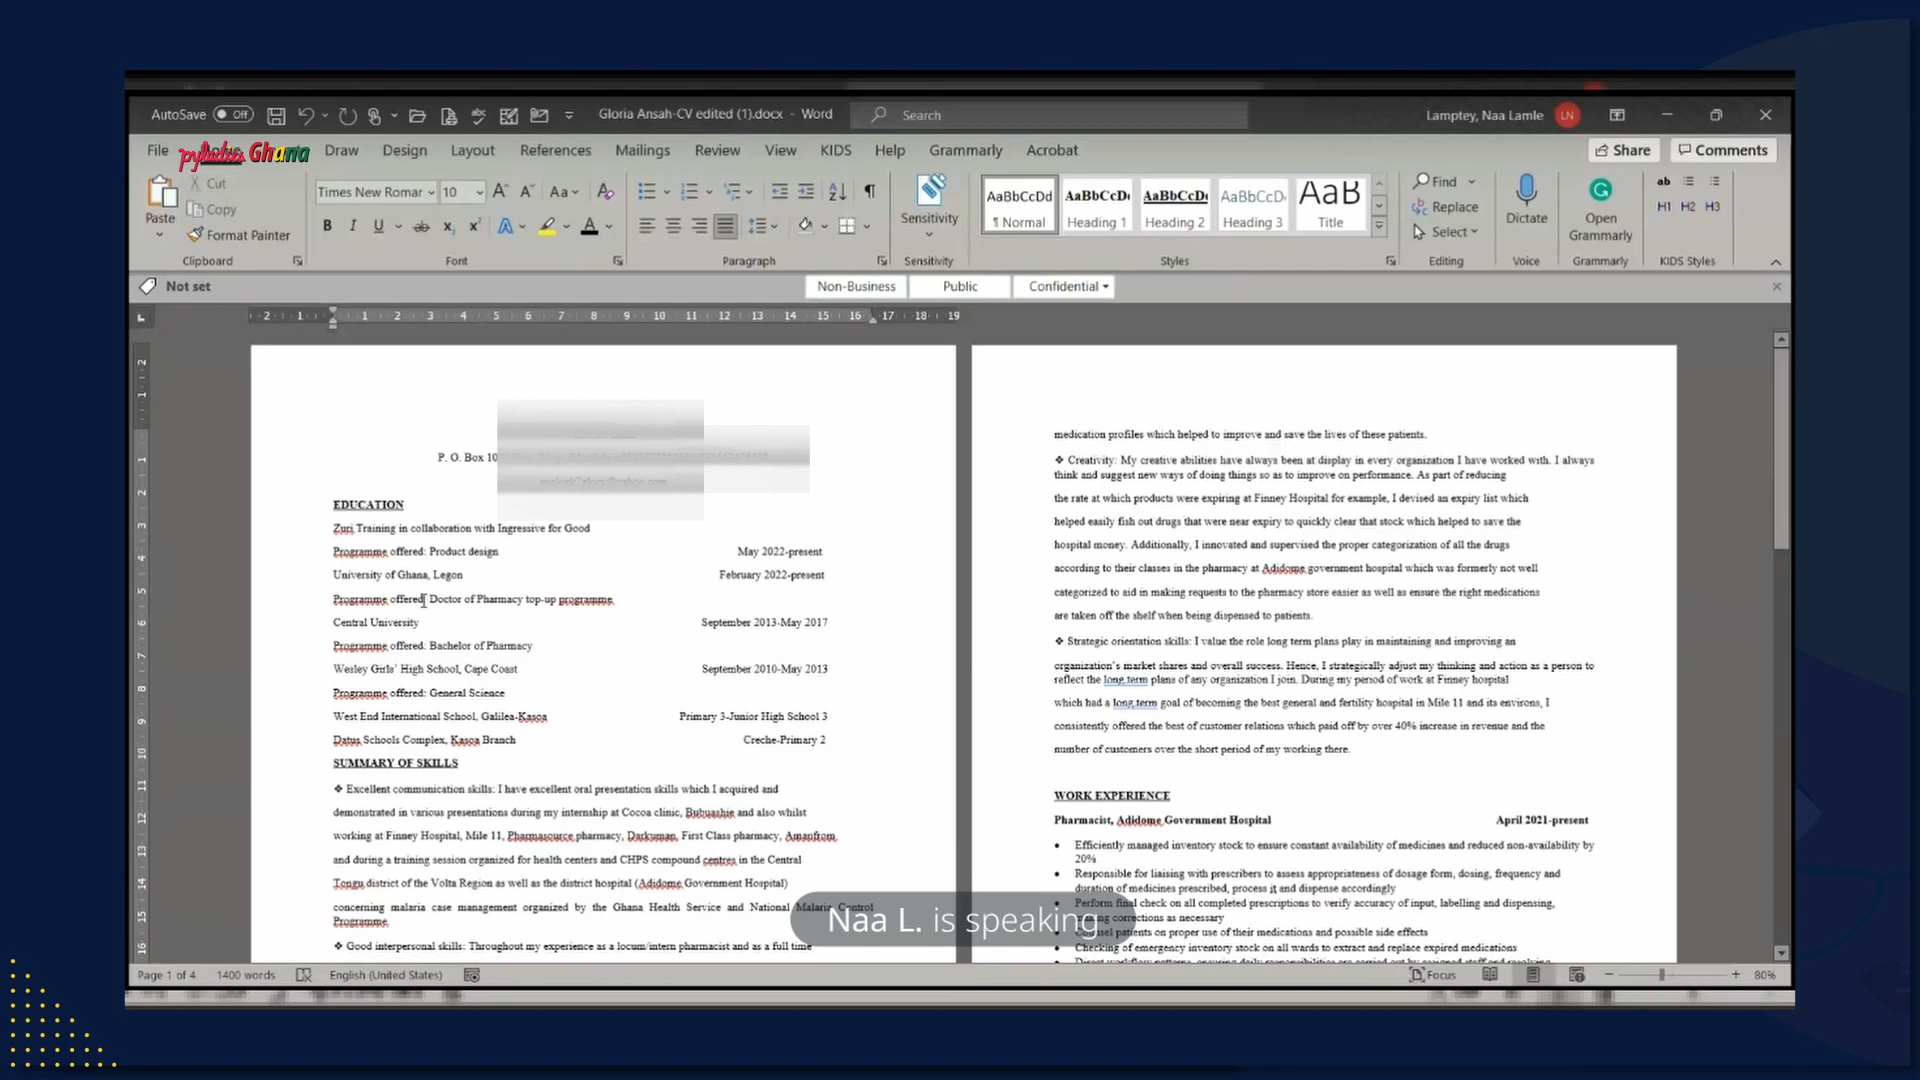 AutoSave Off Gloria Ansah-CV edited (1).docx - Word Search Lamptey, Naa Lamle LN
File pyladies Ghana Draw Design Layout References Mailings Review View KIDS Help Grammarly Acrobat Share Comments
Paste
Cut
Copy
Format Painter
Clipboard
Times New Romar 10
Font
Paragraph
Sensitivity
Sensitivity
AaBbCcDd AaBbCcDd AaBbCcDd AaBbCcDd AaB
¶ Normal Heading 1 Heading 2 Heading 3 Title
Styles
Find
Replace
Select
Editing
Dictate
Voice
Open
Grammarly
Grammarly
H1 H2 H3
KIDS Styles
Not set Non-Business Public Confidential
2 1 1 2 3 4 5 6 7 8 9 10 11 12 13 14 15 16 17 18 19
P. O. Box 10
EDUCATION
Zuri Training in collaboration with Ingressive for Good
Programme offered: Product design May 2022-present
University of Ghana, Legon February 2022-present
Programme offered: Doctor of Pharmacy top-up programme
Central University September 2013-May 2017
Programme offered: Bachelor of Pharmacy
Wesley Girls' High School, Cape Coast September 2010-May 2013
Programme offered: General Science
West End International School, Galilea-Kasoa Primary 3-Junior High School 3
Datus Schools Complex, Kasoa Branch Creche-Primary 2
SUMMARY OF SKILLS
❖ Excellent communication skills: I have excellent oral presentation skills which I acquired and
demonstrated in various presentations during my internship at Cocoa clinic, Bubuashie and also whilst
working at Finney Hospital, Mile 11, Pharmasource pharmacy, Darkuman, First Class pharmacy, Amanfrom
and during a training session organized for health centers and CHPS compound centres in the Central
Tongu district of the Volta Region as well as the district hospital (Adidome Government Hospital)
concerning malaria case management organized by the Ghana Health Service and National Malaria Control
Programme.
❖ Good interpersonal skills: Throughout my experience as a locum/intern pharmacist and as a full time
medication profiles which helped to improve and save the lives of these patients.
❖ Creativity: My creative abilities have always been at display in every organization I have worked with. I always
think and suggest new ways of doing things so as to improve on performance. As part of reducing
the rate at which products were expiring at Finney Hospital for example, I devised an expiry list which
helped easily fish out drugs that were near expiry to quickly clear that stock which helped to save the
hospital money. Additionally, I innovated and supervised the proper categorization of all the drugs
according to their classes in the pharmacy at Adidome government hospital which was formerly not well
categorized to aid in making requests to the pharmacy store easier as well as ensure the right medications
are taken off the shelf when being dispensed to patients.
❖ Strategic orientation skills: I value the role long term plans play in maintaining and improving an
organization's market shares and overall success. Hence, I strategically adjust my thinking and action as a person to
reflect the long term plans of any organization I join. During my period of work at Finney hospital
which had a long term goal of becoming the best general and fertility hospital in Mile 11 and its environs, I
consistently offered the best of customer relations which paid off by over 40% increase in revenue and the
number of customers over the short period of my working there.
WORK EXPERIENCE
Pharmacist, Adidome Government Hospital April 2021-present
• Efficiently managed inventory stock to ensure constant availability of medicines and reduced non-availability by
20%
• Responsible for liaising with prescribers to assess appropriateness of dosage form, dosing, frequency and
duration of medicines prescribed, process it and dispense accordingly
• Perform final check on all completed prescriptions to verify accuracy of input, labelling and dispensing,
corrections as necessary
patients on proper use of their medications and possible side effects
• Checking of emergency inventory stock on all wards to extract and replace expired medications
Naa L. is speaking
Page 1 of 4 1400 words English (United States) Focus 80%